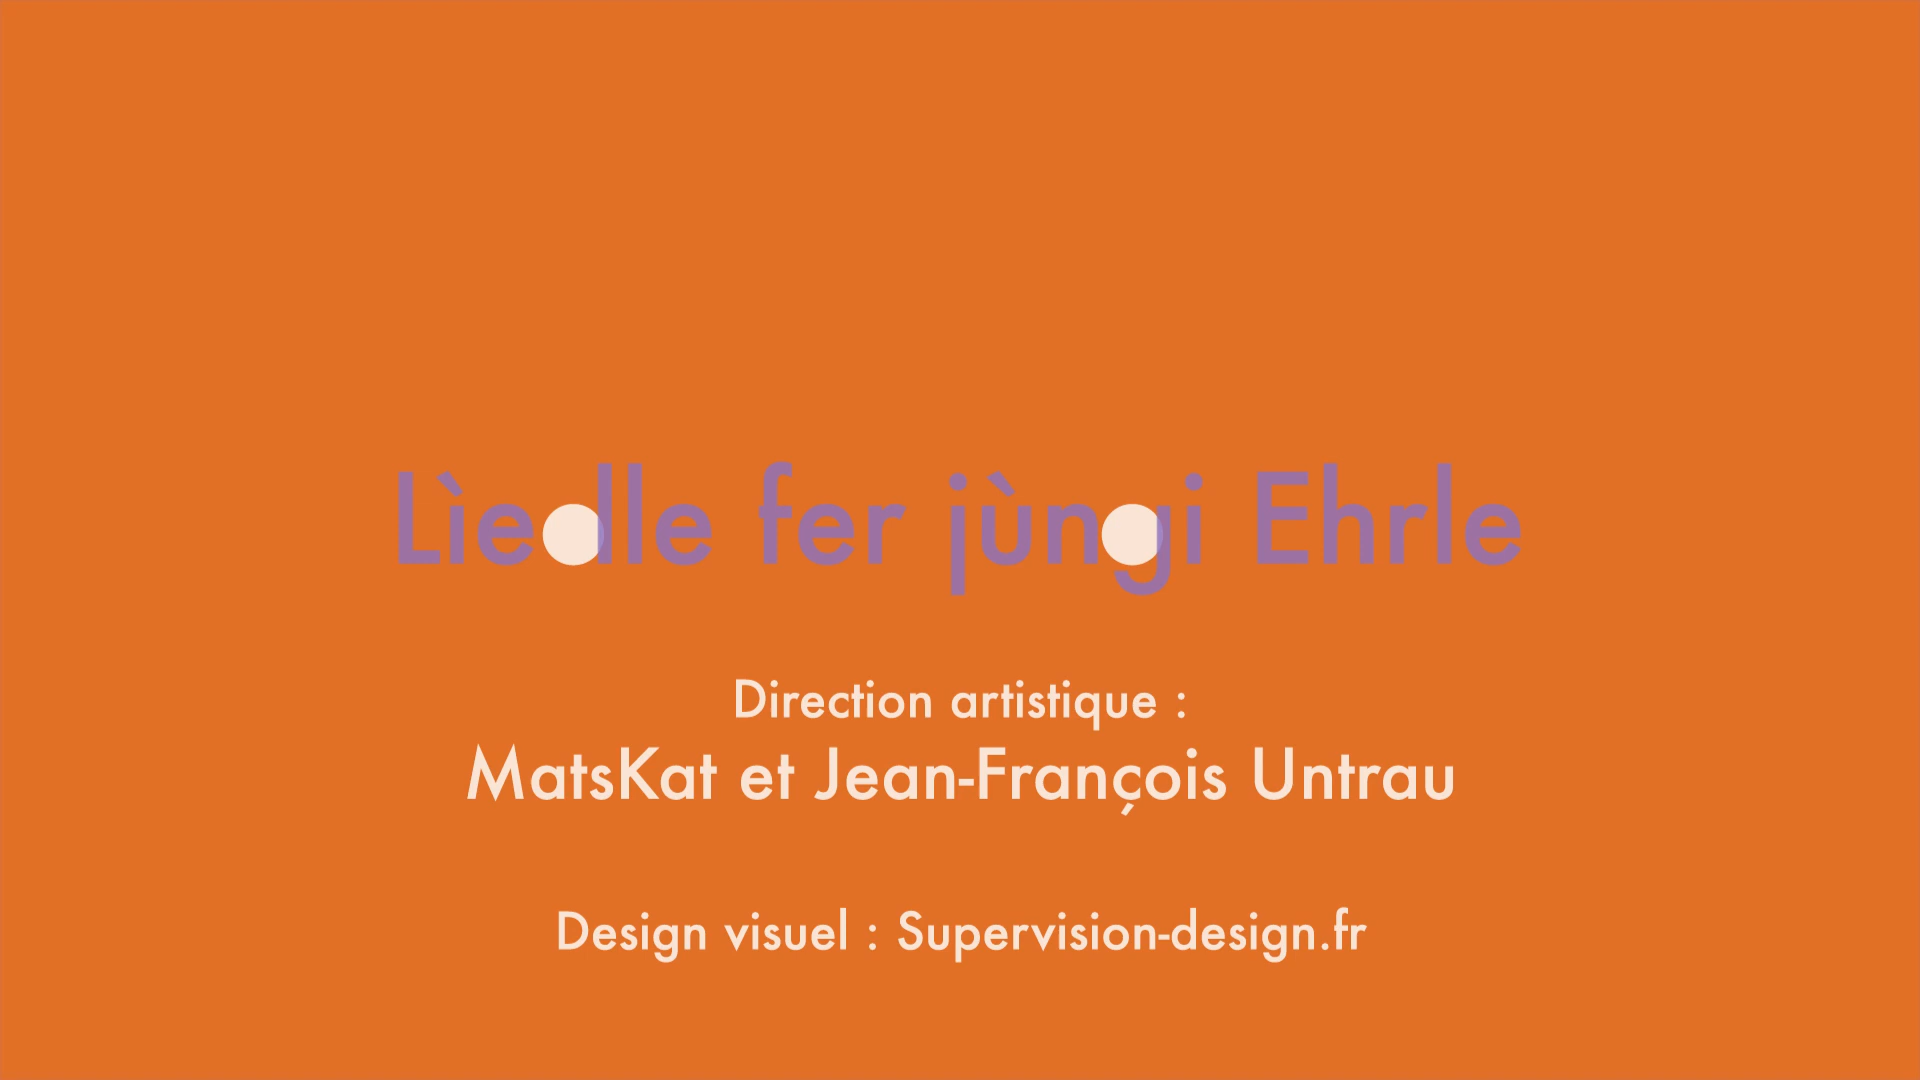 Lìedle fer jùngi Ehrle
Direction artistique :
MatsKat et Jean-François Untrau
Design visuel : Supervision-design.fr